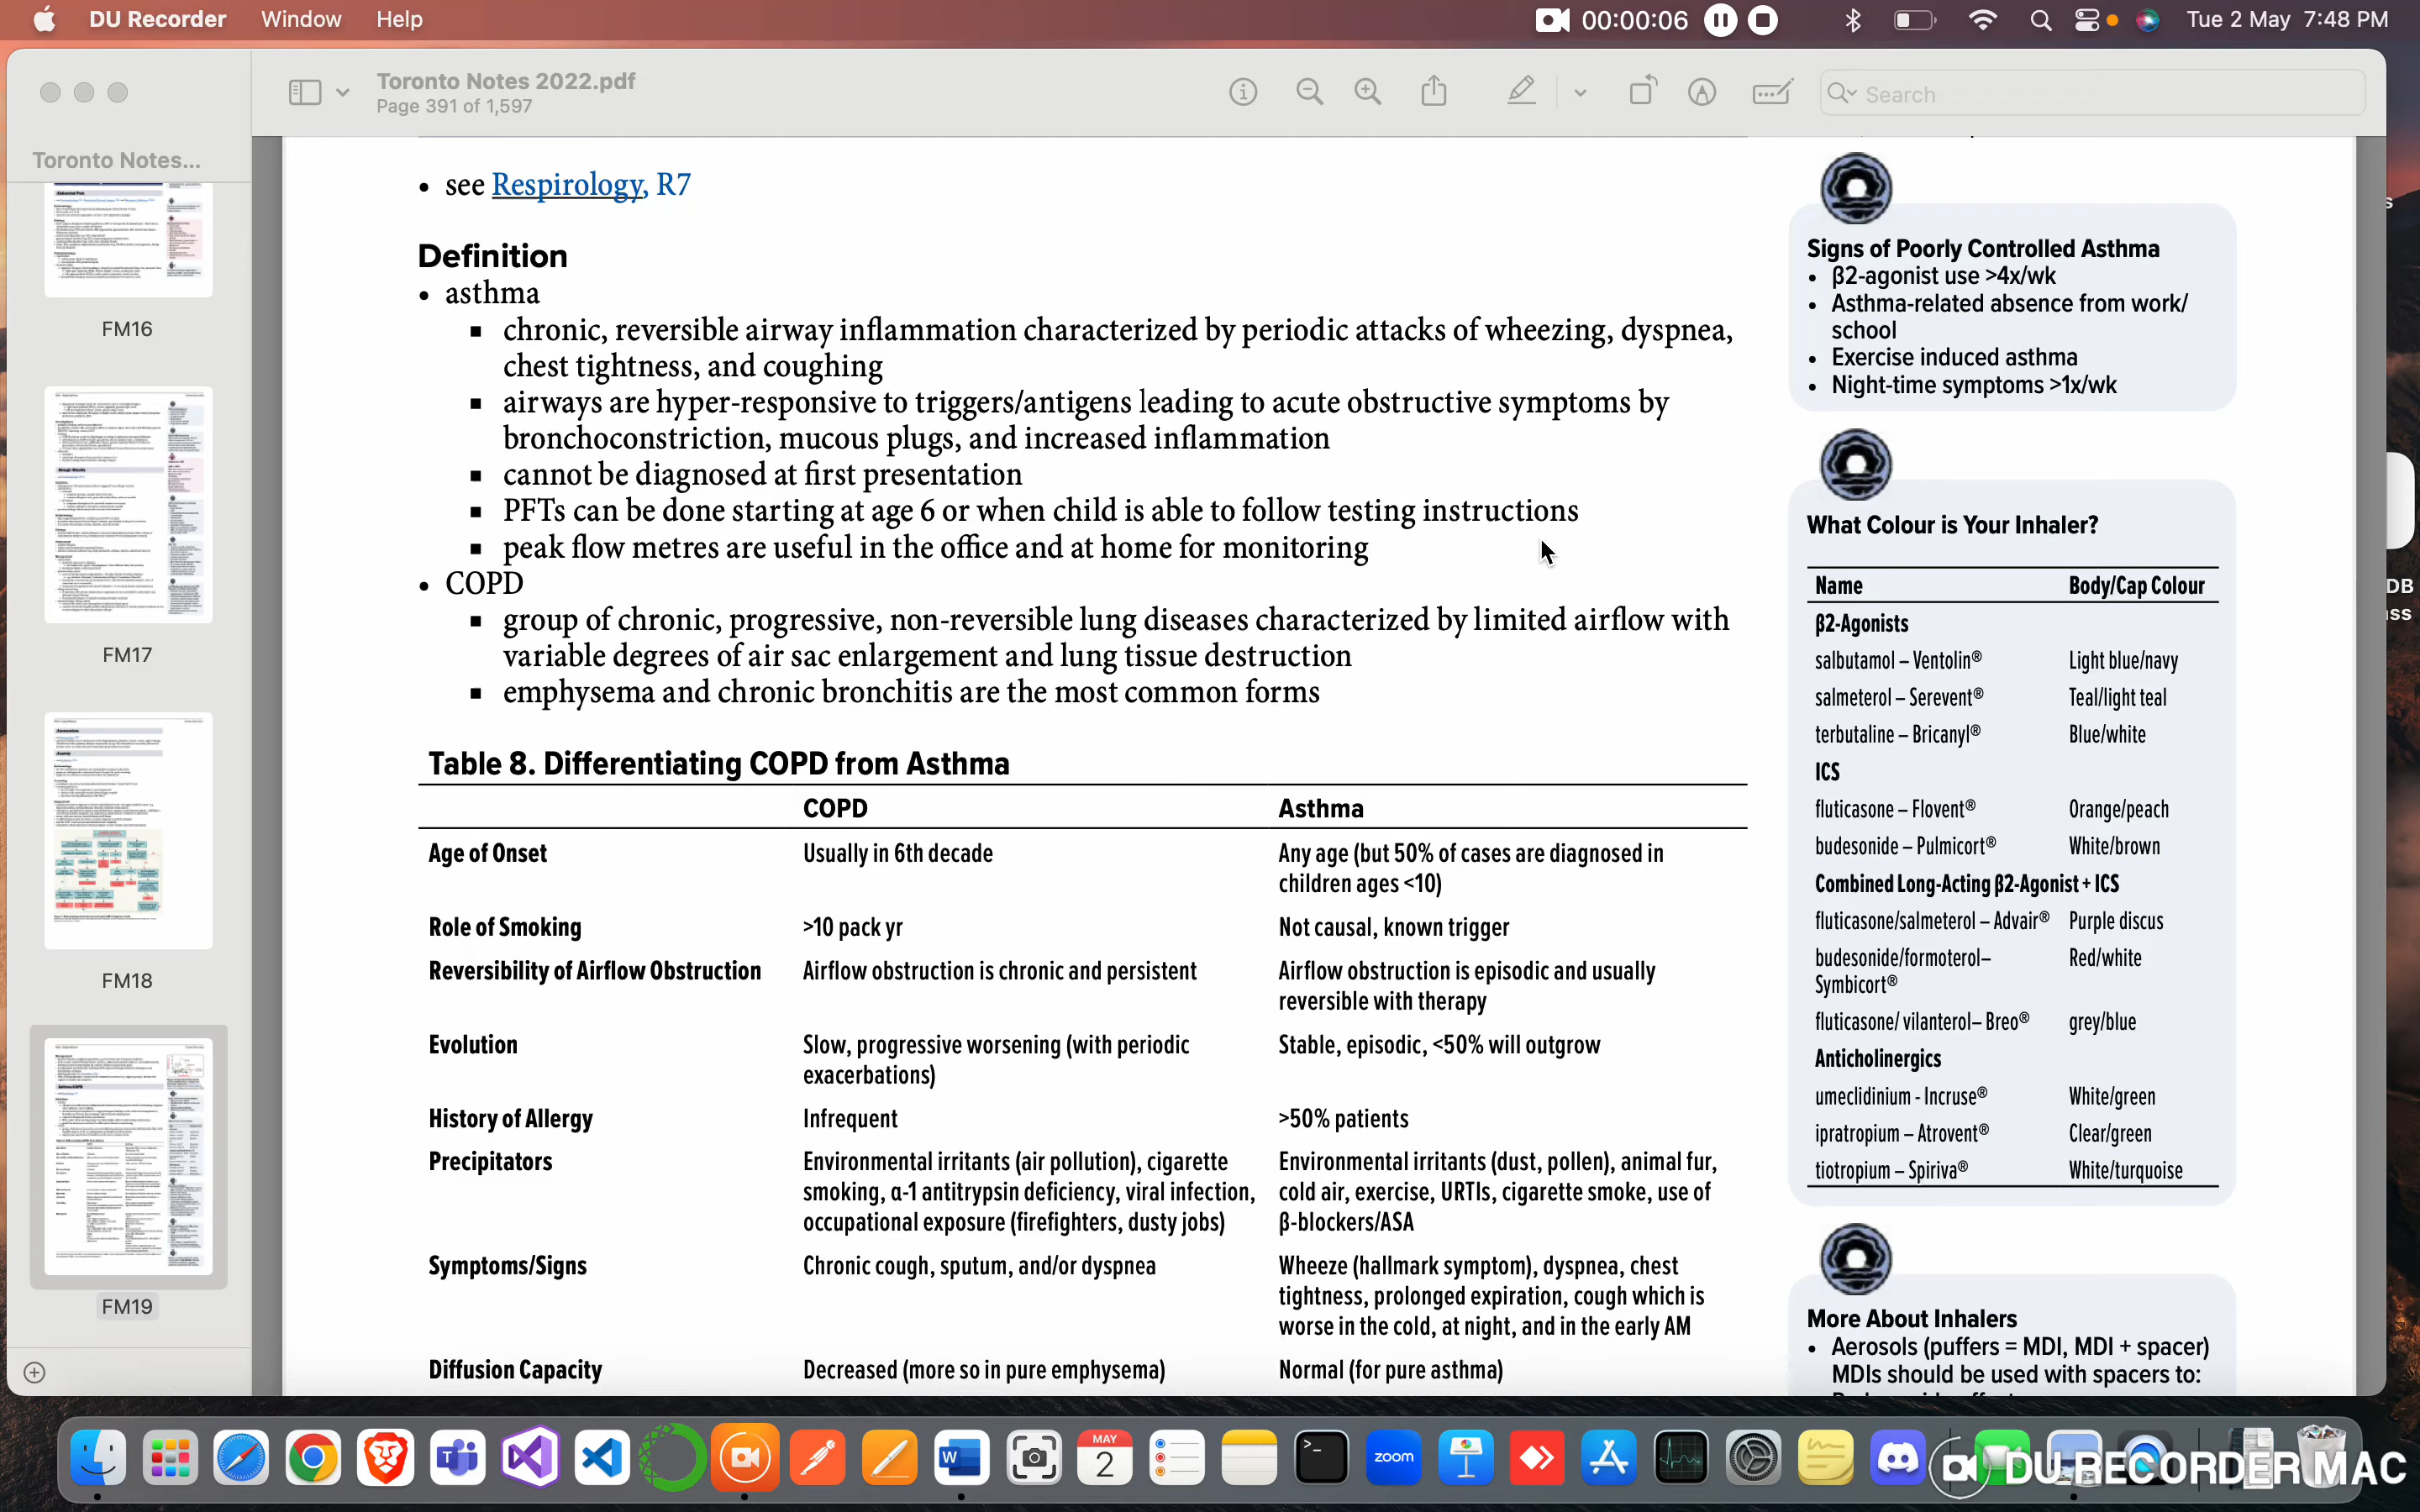 DU Recorder Window Help
00:00:06
Tue 2 May 7:48 PM
Toronto Notes 2022.pdf
Page 391 of 1,597
Search
Toronto Notes...
FM16
FM17
FM18
FM19
• see Respirology, R7
Definition
• asthma
▪ chronic, reversible airway inflammation characterized by periodic attacks of wheezing, dyspnea,
chest tightness, and coughing
▪ airways are hyper-responsive to triggers/antigens leading to acute obstructive symptoms by
bronchoconstriction, mucous plugs, and increased inflammation
▪ cannot be diagnosed at first presentation
▪ PFTs can be done starting at age 6 or when child is able to follow testing instructions
▪ peak flow metres are useful in the office and at home for monitoring
• COPD
▪ group of chronic, progressive, non-reversible lung diseases characterized by limited airflow with
variable degrees of air sac enlargement and lung tissue destruction
▪ emphysema and chronic bronchitis are the most common forms
Table 8. Differentiating COPD from Asthma
COPD Asthma
Age of Onset Usually in 6th decade Any age (but 50% of cases are diagnosed in
children ages <10)
Role of Smoking >10 pack yr Not causal, known trigger
Reversibility of Airflow Obstruction Airflow obstruction is chronic and persistent Airflow obstruction is episodic and usually
reversible with therapy
Evolution Slow, progressive worsening (with periodic Stable, episodic, <50% will outgrow
exacerbations)
History of Allergy Infrequent >50% patients
Precipitators Environmental irritants (air pollution), cigarette Environmental irritants (dust, pollen), animal fur,
smoking, α-1 antitrypsin deficiency, viral infection, cold air, exercise, URTIs, cigarette smoke, use of
occupational exposure (firefighters, dusty jobs) β-blockers/ASA
Symptoms/Signs Chronic cough, sputum, and/or dyspnea Wheeze (hallmark symptom), dyspnea, chest
tightness, prolonged expiration, cough which is
worse in the cold, at night, and in the early AM
Diffusion Capacity Decreased (more so in pure emphysema) Normal (for pure asthma)
Signs of Poorly Controlled Asthma
• β2-agonist use >4x/wk
• Asthma-related absence from work/
school
• Exercise induced asthma
• Night-time symptoms >1x/wk
What Colour is Your Inhaler?
Name Body/Cap Colour
β2-Agonists
salbutamol – Ventolin® Light blue/navy
salmeterol – Serevent® Teal/light teal
terbutaline – Bricanyl® Blue/white
ICS
fluticasone – Flovent® Orange/peach
budesonide – Pulmicort® White/brown
Combined Long-Acting β2-Agonist + ICS
fluticasone/salmeterol – Advair® Purple discus
budesonide/formoterol– Red/white
Symbicort®
fluticasone/ vilanterol– Breo® grey/blue
Anticholinergics
umeclidinium - Incruse® White/green
ipratropium – Atrovent® Clear/green
tiotropium – Spiriva® White/turquoise
More About Inhalers
• Aerosols (puffers = MDI, MDI + spacer)
MDIs should be used with spacers to:
DB
ss
MAY
2
zoom
DU RECORDER MAC